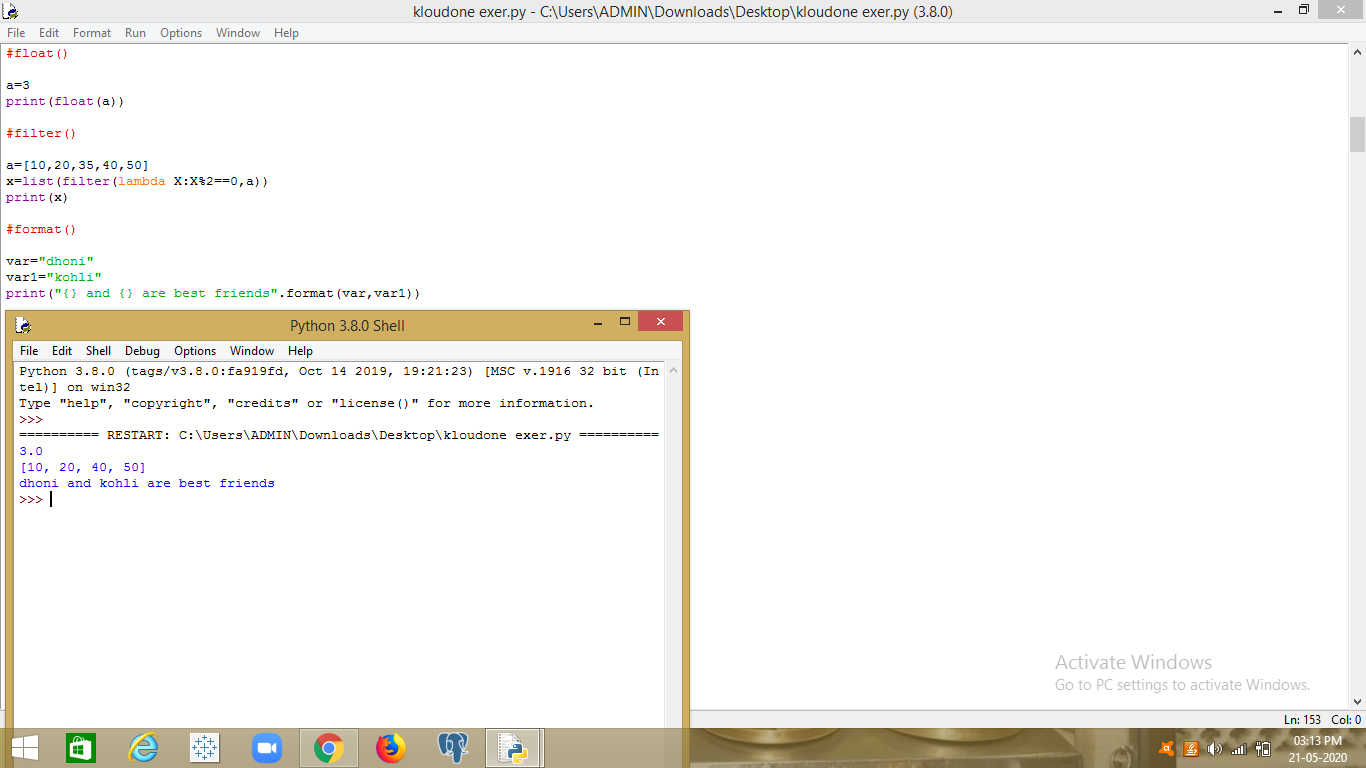 kloudone exer.py - C:\Users\ADMIN\Downloads\Desktop\kloudone exer.py (3.8.0)
File Edit Format Run Options Window Help
#float()
a=3
print(float(a))
#filter()
a=[10,20,35,40,50]
x=list(filter(lambda X:X%2==0,a))
print(x)
#format()
var="dhoni"
var1="kohli"
print("{} and {} are best friends".format(var,var1))
Python 3.8.0 Shell
File Edit Shell Debug Options Window Help
Python 3.8.0 (tags/v3.8.0:fa919fd, Oct 14 2019, 19:21:23) [MSC v.1916 32 bit (In
tel)] on win32
Type "help", "copyright", "credits" or "license()" for more information.
>>>
========== RESTART: C:\Users\ADMIN\Downloads\Desktop\kloudone exer.py ==========
3.0
[10, 20, 40, 50]
dhoni and kohli are best friends
>>>
Activate Windows
Go to PC settings to activate Windows.
Ln: 153 Col: 0
03:13 PM
21-05-2020